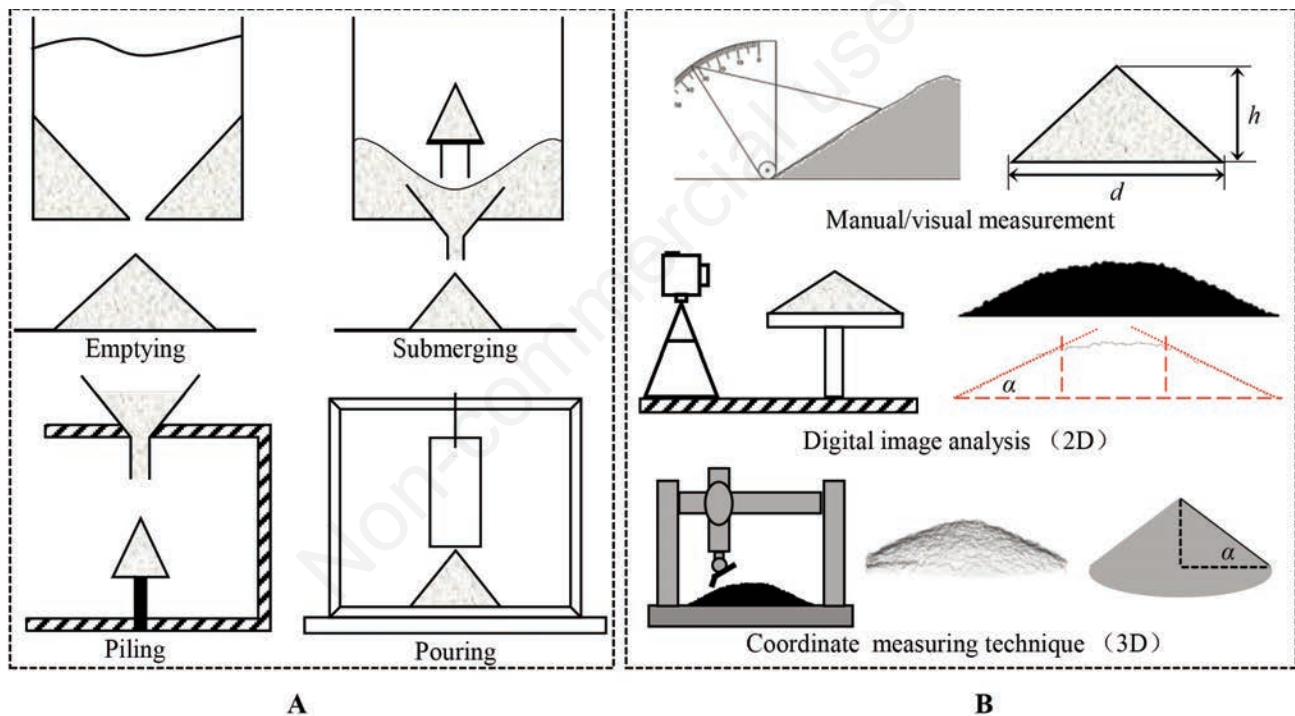 Emptying
Submerging
Piling
Pouring
A
h
d
Manual/visual measurement
α
Digital image analysis （2D）
α
Coordinate measuring technique （3D）
B
Non-commercial use